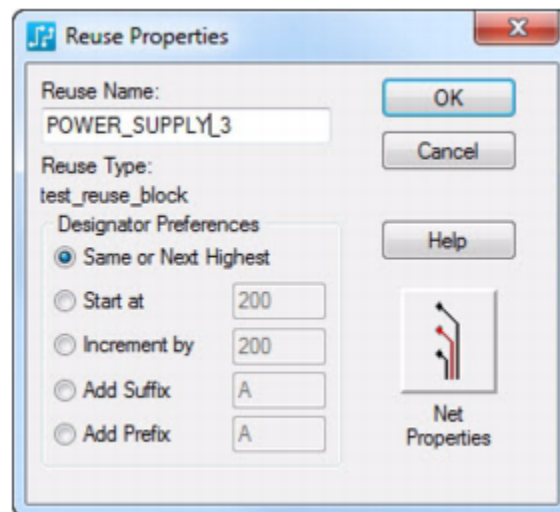 Reuse Properties
Reuse Name:
POWER_SUPPLY_3
Reuse Type:
test_reuse_block
Designator Preferences
Same or Next Highest
Start at 200
Increment by 200
Add Suffix A
Add Prefix A
OK
Cancel
Help
Net
Properties